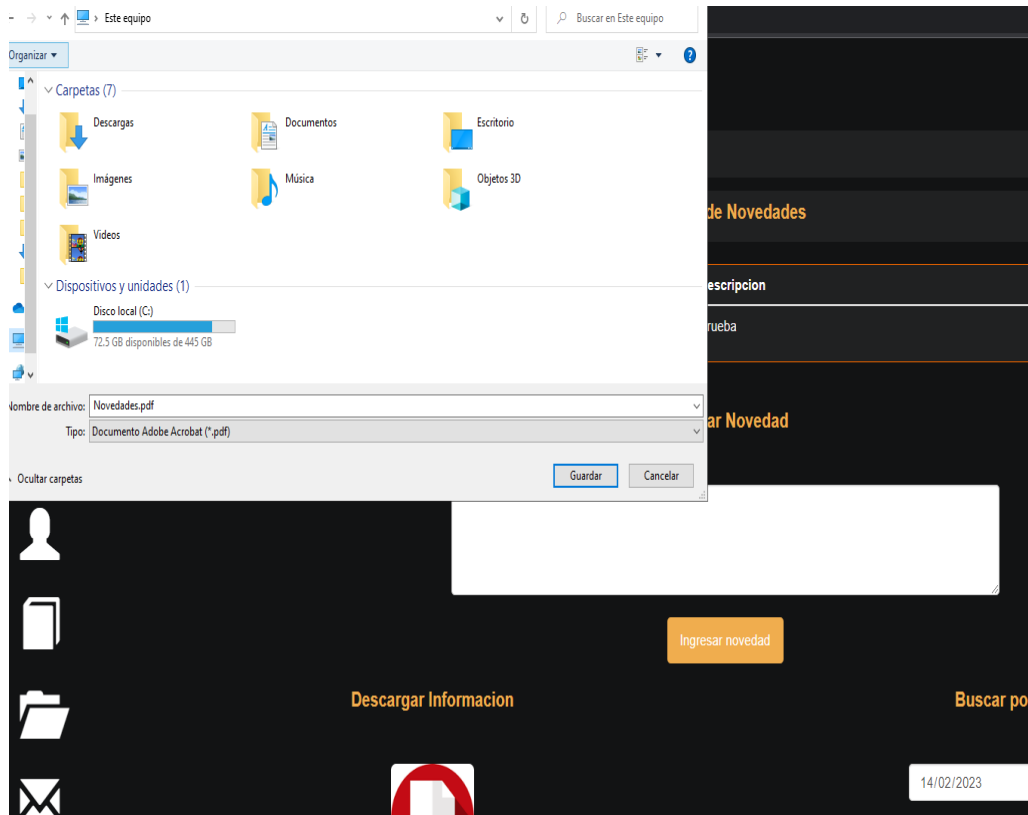 Este equipo
Buscar en Este equipo
Organizar
Carpetas (7)
Descargas
Documentos
Escritorio
Imágenes
Música
Objetos 3D
Videos
Dispositivos y unidades (1)
Disco local (C:)
72.5 GB disponibles de 445 GB
Nombre de archivo: Novedades.pdf
Tipo: Documento Adobe Acrobat (*.pdf)
Ocultar carpetas
Guardar
Cancelar
de Novedades
escripcion
rueba
ar Novedad
Ingresar novedad
Descargar Informacion
Buscar po
14/02/2023